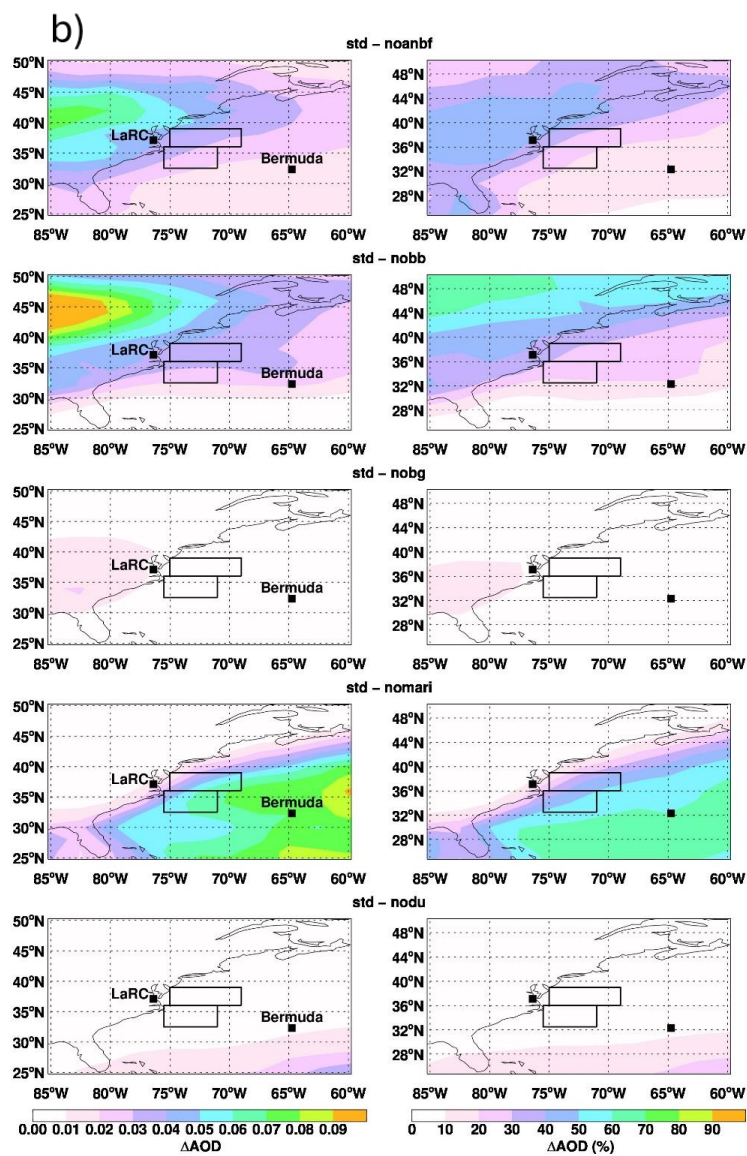 b)
std - noanbf
50°N
45°N
40°N
35°N
30°N
25°N
LaRC
Bermuda
85°W 80°W 75°W 70°W 65°W 60°W
48°N
44°N
40°N
36°N
32°N
28°N
85°W 80°W 75°W 70°W 65°W 60°W
std - nobb
50°N
45°N
40°N
35°N
30°N
25°N
LaRC
Bermuda
85°W 80°W 75°W 70°W 65°W 60°W
48°N
44°N
40°N
36°N
32°N
28°N
85°W 80°W 75°W 70°W 65°W 60°W
std - nobg
50°N
45°N
40°N
35°N
30°N
25°N
LaRC
Bermuda
85°W 80°W 75°W 70°W 65°W 60°W
48°N
44°N
40°N
36°N
32°N
28°N
85°W 80°W 75°W 70°W 65°W 60°W
std - nomari
50°N
45°N
40°N
35°N
30°N
25°N
LaRC
Bermuda
85°W 80°W 75°W 70°W 65°W 60°W
48°N
44°N
40°N
36°N
32°N
28°N
85°W 80°W 75°W 70°W 65°W 60°W
std - nodu
50°N
45°N
40°N
35°N
30°N
25°N
LaRC
Bermuda
85°W 80°W 75°W 70°W 65°W 60°W
48°N
44°N
40°N
36°N
32°N
28°N
85°W 80°W 75°W 70°W 65°W 60°W
0.00 0.01 0.02 0.03 0.04 0.05 0.06 0.07 0.08 0.09
ΔAOD
0 10 20 30 40 50 60 70 80 90
ΔAOD (%)